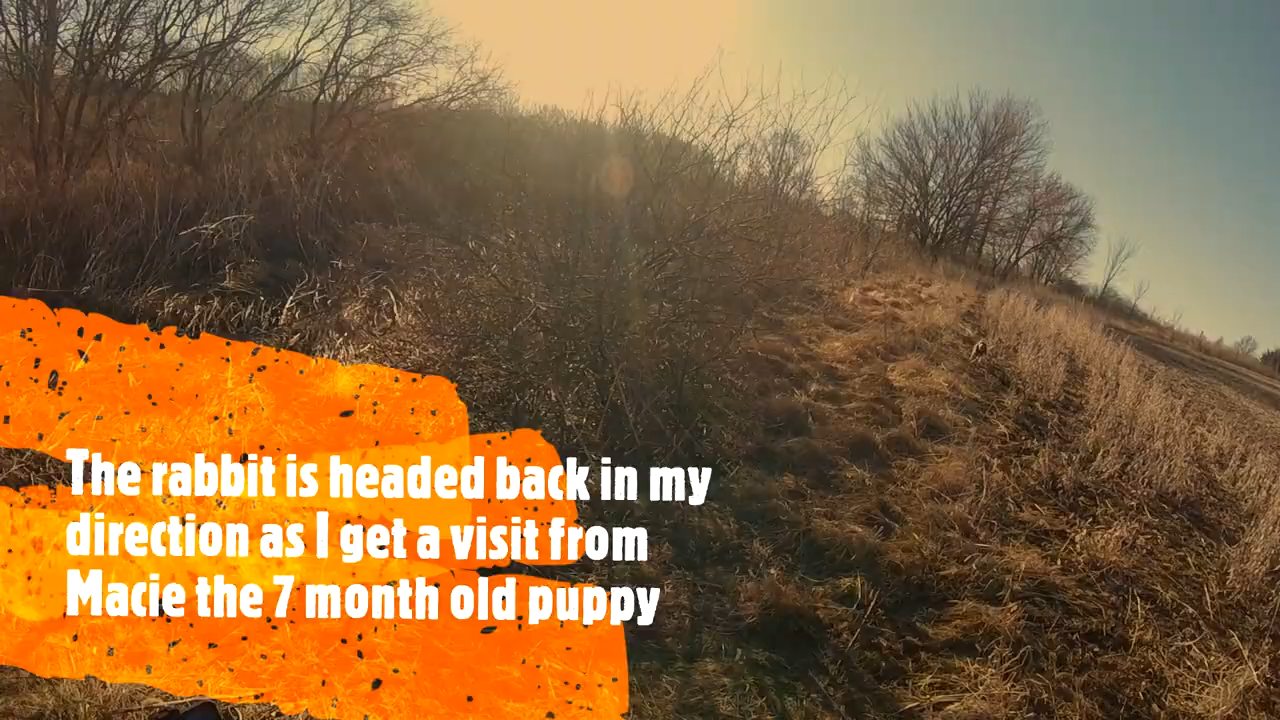 The rabbit is headed back in my
direction as I get a visit from
Macie the 7 month old puppy